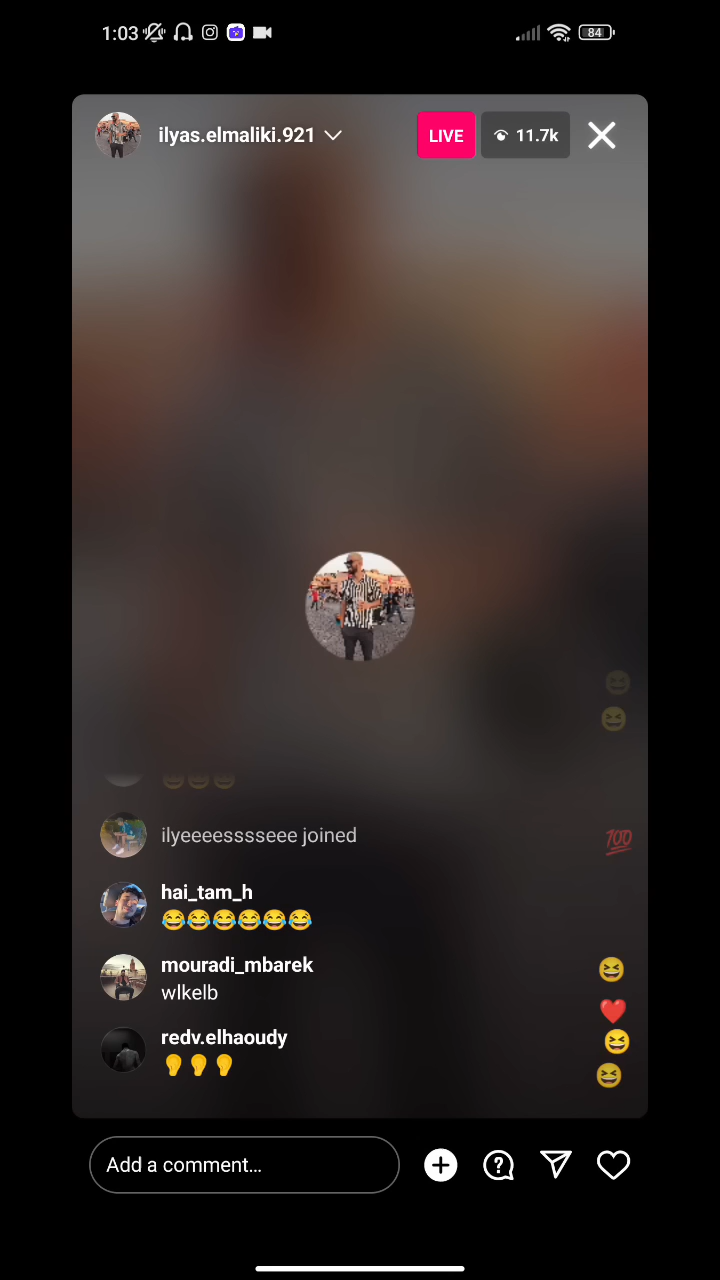 1:03
84
ilyas.elmaliki.921
LIVE
11.7k
ilyeeeesssseee joined
hai_tam_h
😂😂😂😂😂😂
mouradi_mbarek
wlkelb
redv.elhaoudy
👂👂👂
Add a comment...